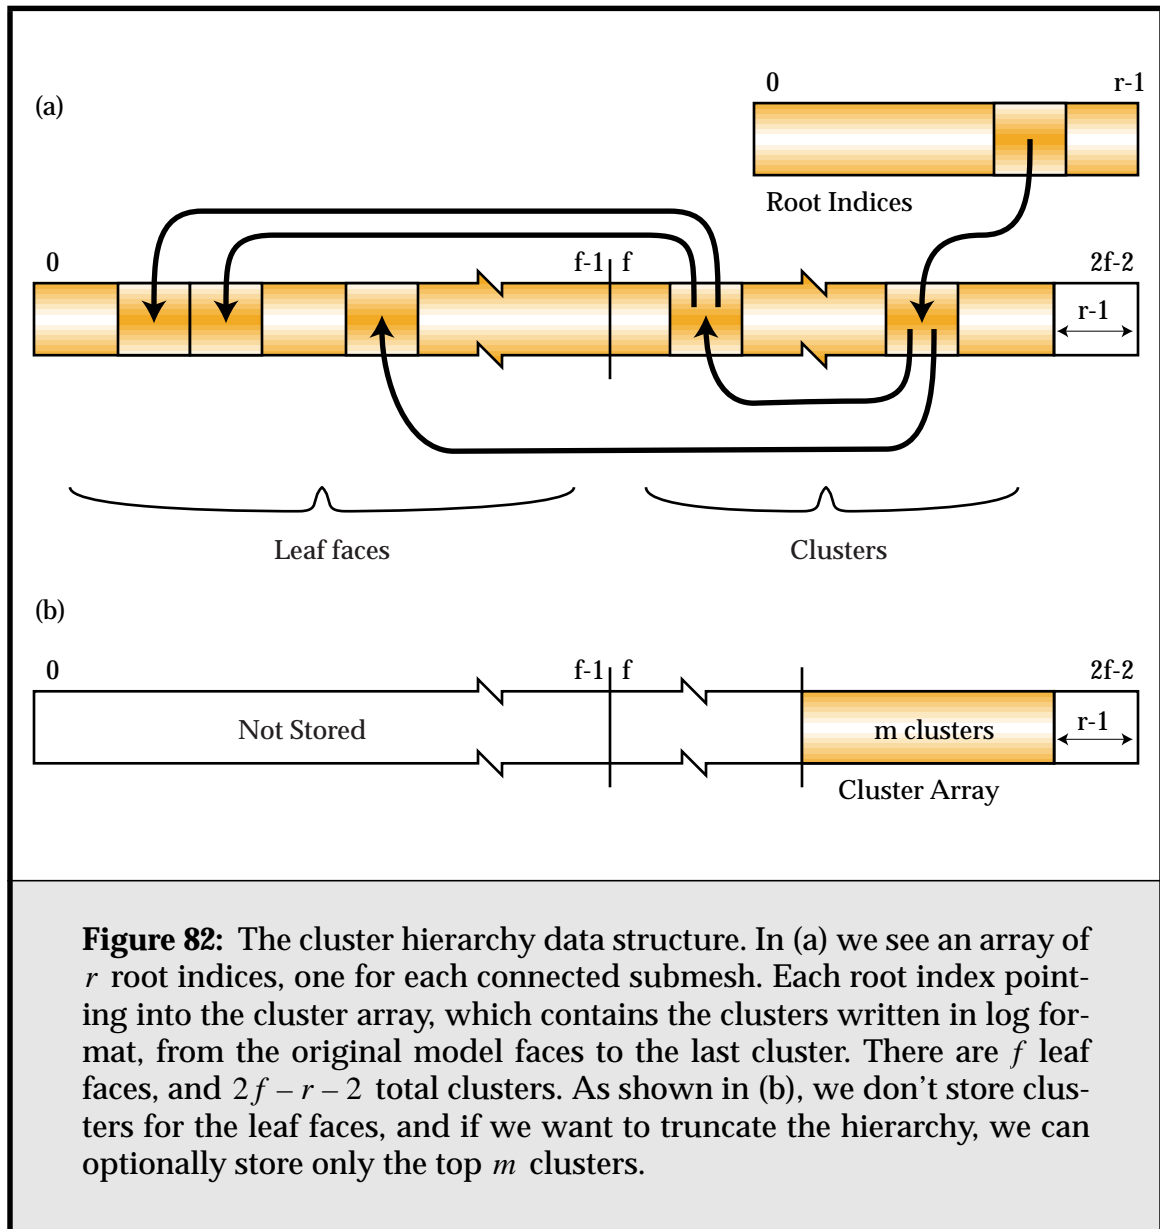 (a)
0 r-1
Root Indices
0 f-1 f 2f-2
r-1
Leaf faces Clusters
(b)
0 f-1 f 2f-2
Not Stored m clusters r-1
Cluster Array
Figure 82: The cluster hierarchy data structure. In (a) we see an array of
r root indices, one for each connected submesh. Each root index point-
ing into the cluster array, which contains the clusters written in log for-
mat, from the original model faces to the last cluster. There are f leaf
faces, and 2f – r – 2 total clusters. As shown in (b), we don't store clus-
ters for the leaf faces, and if we want to truncate the hierarchy, we can
optionally store only the top m clusters.